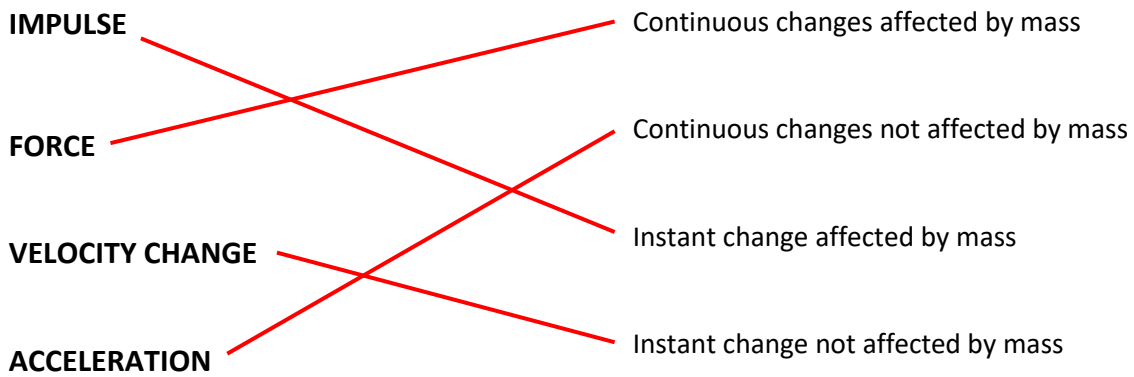 IMPULSE
Continuous changes affected by mass
FORCE
Continuous changes not affected by mass
VELOCITY CHANGE
Instant change affected by mass
ACCELERATION
Instant change not affected by mass